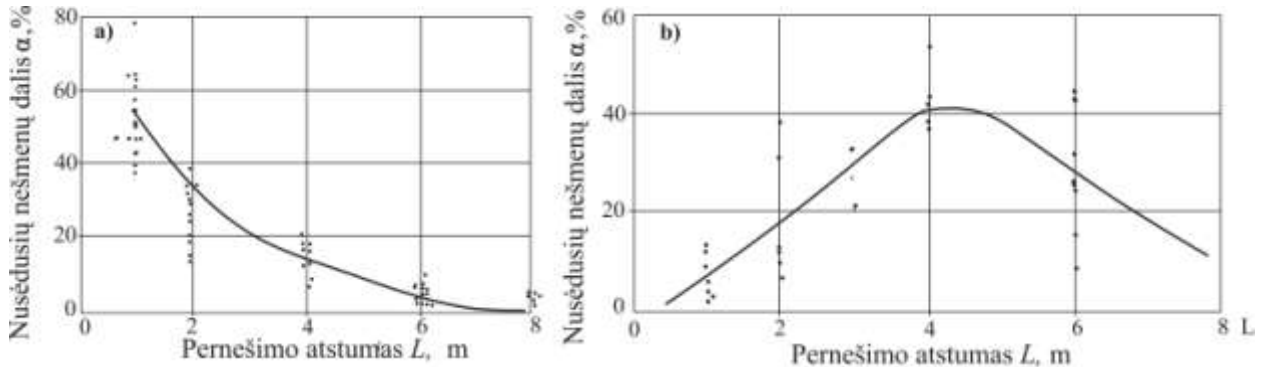 Nusėdusių nešmenų dalis α,%
80
60
40
20
0
a)
0
2
4
6
8
Pernešimo atstumas L, m
Nusėdusių nešmenų dalis α,%
60
40
20
0
b)
0
2
4
6
8 L
Pernešimo atstumas L, m